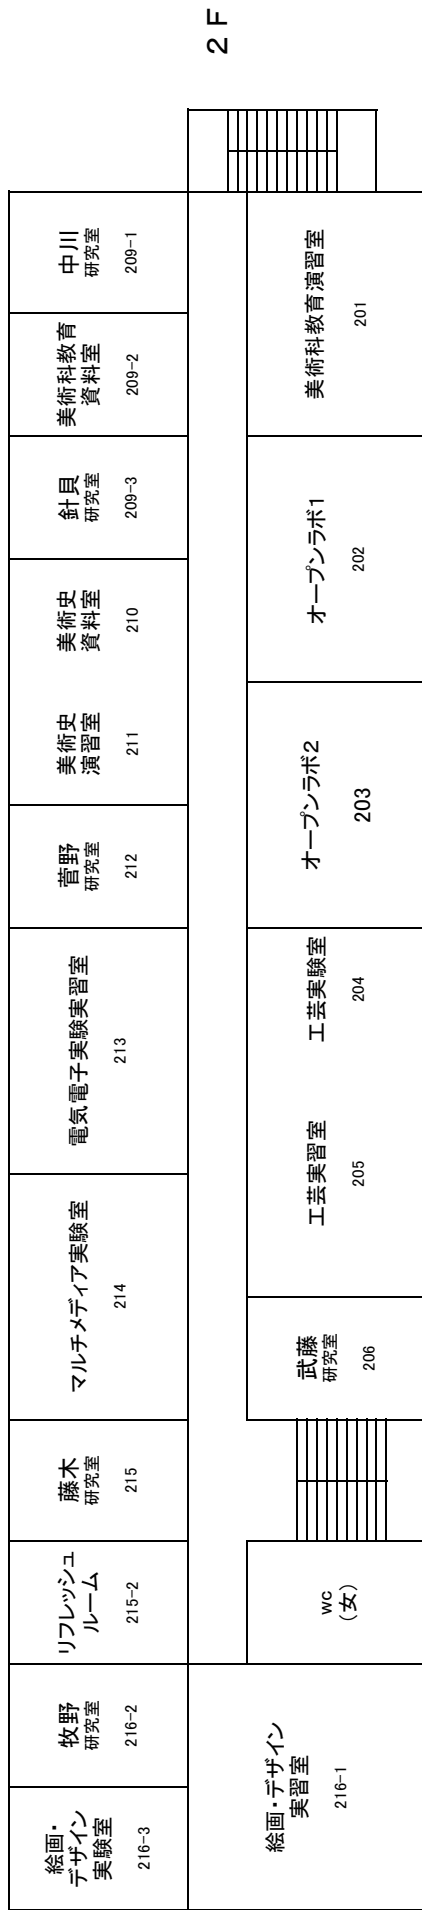 2F
中川
研究室
209-1
美術科教育
資料室
209-2
針貝
研究室
209-3
美術史
資料室
210
美術史
演習室
211
菅野
研究室
212
電気電子実験実習室
213
マルチメディア実験室
214
藤木
研究室
215
リフレッシュ
ルーム
215-2
牧野
研究室
216-2
絵画・
デザイン
実験室
216-3
美術科教育演習室
201
オープンラボ1
202
オープンラボ2
203
工芸実験室
204
工芸実習室
205
武藤
研究室
206
wc
(女)
絵画・デザイン
実習室
216-1